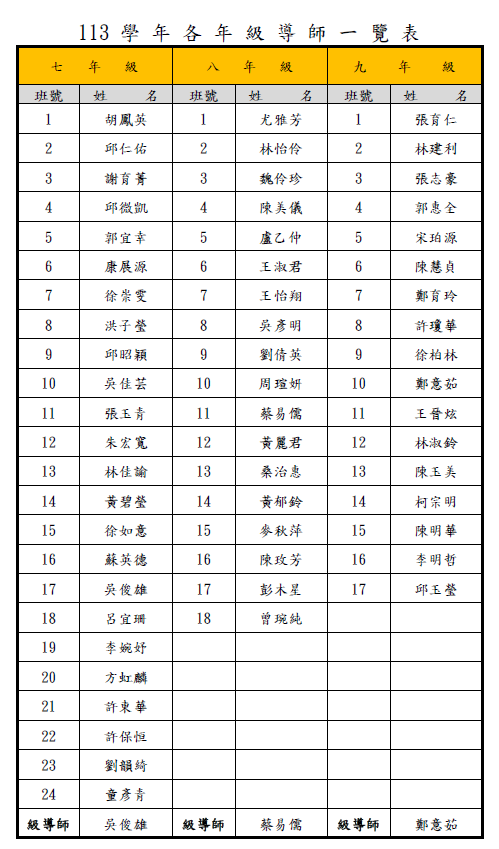 113 學 年 各 年 級 導 師 一 覽 表
七 年 級 八 年 級 九 年 級
班號 姓 名 班號 姓 名 班號 姓 名
1 胡鳳英 1 尤雅芳 1 張育仁
2 邱仁佑 2 林怡伶 2 林建利
3 謝育菁 3 魏伶珍 3 張志豪
4 邱微凱 4 陳美儀 4 郭惠全
5 郭宜幸 5 盧乙仲 5 宋珀源
6 康展源 6 王淑君 6 陳慧貞
7 徐崇雯 7 王怡翔 7 鄭育玲
8 洪子瑩 8 吳彥明 8 許瓊華
9 邱昭穎 9 劉倩英 9 徐柏林
10 吳佳芸 10 周瑄妍 10 鄭意茹
11 張玉青 11 蔡易儒 11 王晉炫
12 朱宏寬 12 黃麗君 12 林淑鈴
13 林佳諭 13 桑治惠 13 陳玉美
14 黃碧瑩 14 黃郁鈴 14 柯宗明
15 徐如意 15 麥秋萍 15 陳明華
16 蘇英德 16 陳玫芳 16 李明哲
17 吳俊雄 17 彭木星 17 邱玉瑩
18 呂宜珊 18 曾琬純
19 李婉妤
20 方虹麟
21 許東華
22 許保恒
23 劉韻綺
24 童彥青
級導師 吳俊雄 級導師 蔡易儒 級導師 鄭意茹